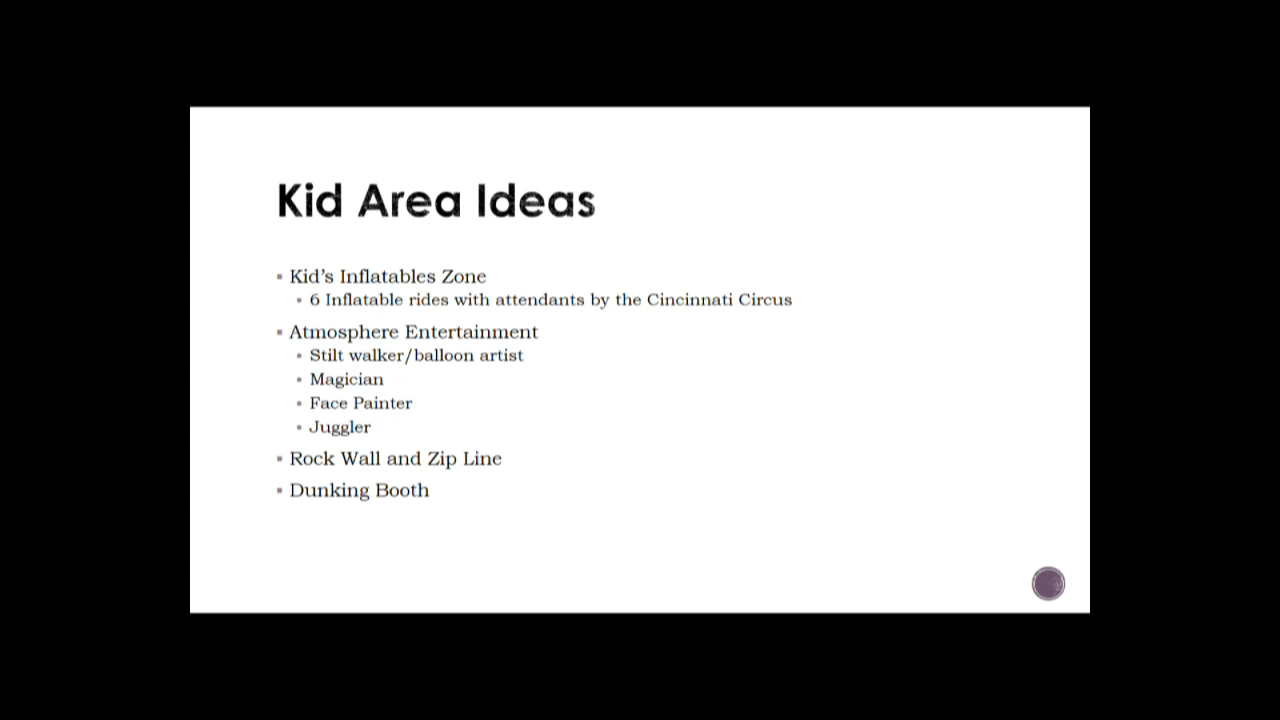 Kid Area Ideas
Kid’s Inflatables Zone
6 Inflatable rides with attendants by the Cincinnati Circus
Atmosphere Entertainment
Stilt walker/balloon artist
Magician
Face Painter
Juggler
Rock Wall and Zip Line
Dunking Booth